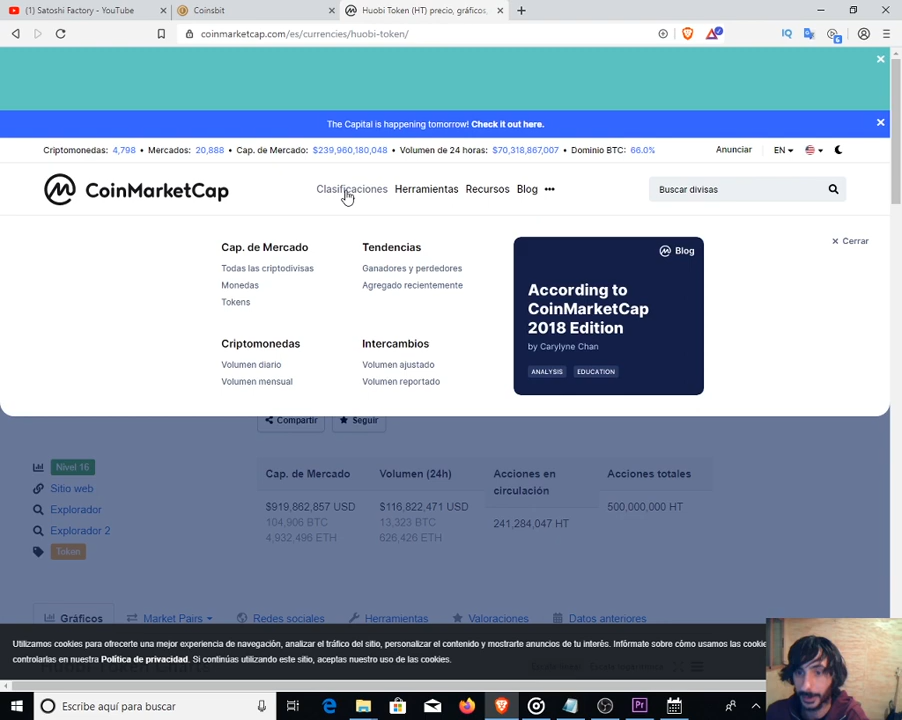 (1) Satoshi Factory - YouTube
Coinsbit
Huobi Token (HT) precio, gráficos,
coinmarketcap.com/es/currencies/huobi-token/
The Capital is happening tomorrow! Check it out here.
Criptomonedas: 4,798 • Mercados: 20,888 • Cap. de Mercado: $239,960,180,048 • Volumen de 24 horas: $70,318,867,007 • Dominio BTC: 66.0%
Anunciar
EN
CoinMarketCap
Clasificaciones Herramientas Recursos Blog •••
Buscar divisas
Cerrar
Cap. de Mercado
Todas las criptodivisas
Monedas
Tokens
Tendencias
Ganadores y perdedores
Agregado recientemente
Criptomonedas
Volumen diario
Volumen mensual
Intercambios
Volumen ajustado
Volumen reportado
Blog
According to
CoinMarketCap
2018 Edition
by Carylyne Chan
ANALYSIS EDUCATION
Compartir Seguir
Nivel 16
Sitio web
Explorador
Explorador 2
Token
Cap. de Mercado
$919,862,857 USD
104,906 BTC
4,932,496 ETH
Volumen (24h)
$116,822,471 USD
13,323 BTC
626,426 ETH
Acciones en
circulación
241,284,047 HT
Acciones totales
500,000,000 HT
Gráficos Market Pairs Redes sociales Herramientas Valoraciones Datos anteriores
Utilizamos cookies para ofrecerte una mejor experiencia de navegación, analizar el tráfico del sitio, personalizar el contenido y mostrarte anuncios de tu interés. Infórmate sobre cómo usamos las cookie
controlarlas en nuestra Política de privacidad. Si continúas utilizando este sitio, aceptas nuestro uso de las cookies.
Escribe aquí para buscar